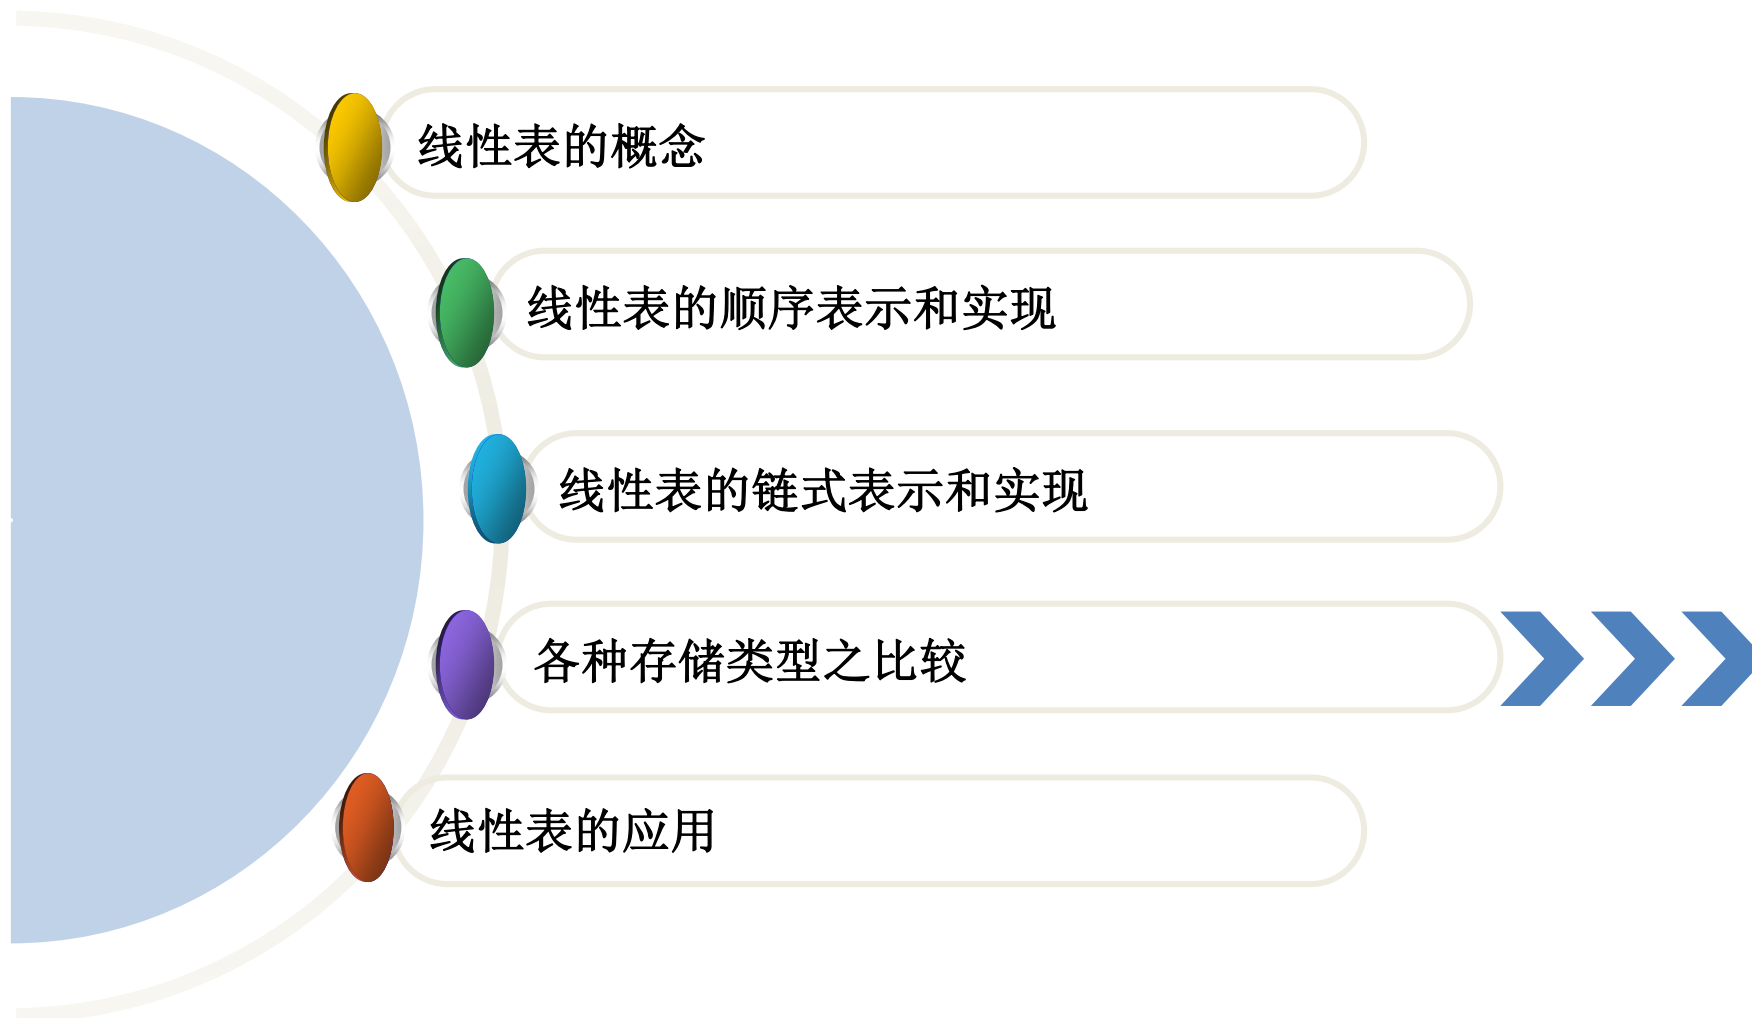 线性表的概念
线性表的顺序表示和实现
线性表的链式表示和实现
各种存储类型之比较
线性表的应用